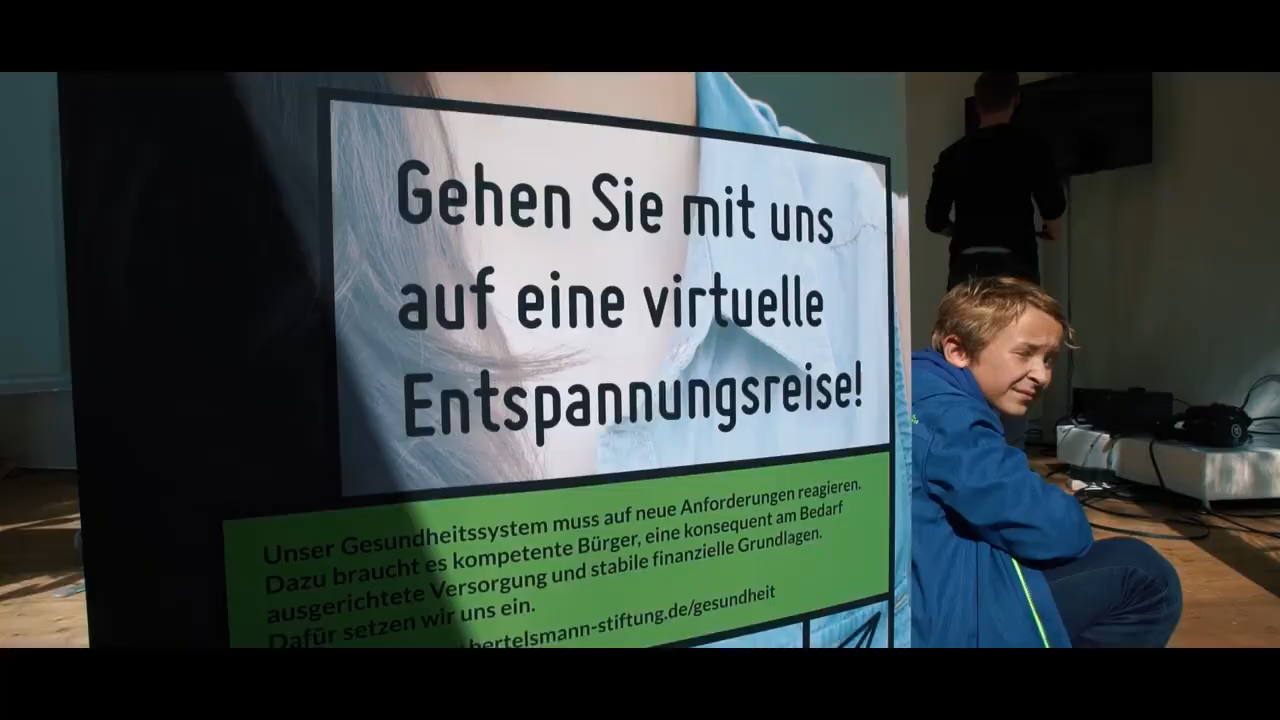 Gehen Sie mit uns
auf eine virtuelle
Entspannungsreise!
Unser Gesundheitssystem muss auf neue Anforderungen reagieren.
Dazu braucht es kompetente Bürger, eine konsequent am Bedarf
ausgerichtete Versorgung und stabile finanzielle Grundlagen.
Dafür setzen wir uns ein.
bertelsmann-stiftung.de/gesundheit